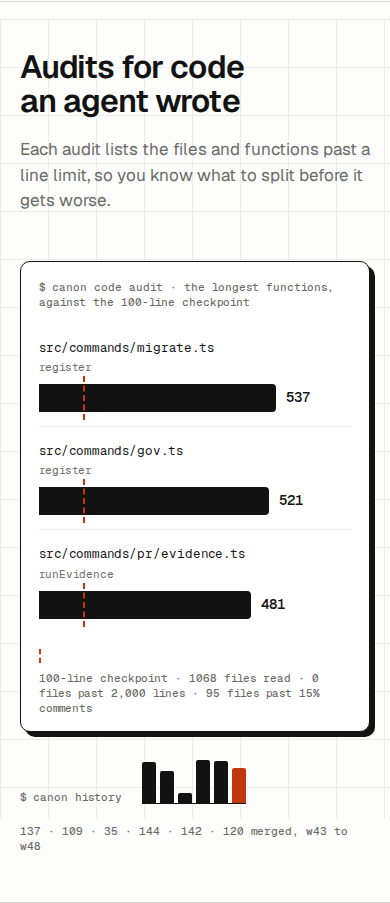 Audits for code
an agent wrote
Each audit lists the files and functions past a
line limit, so you know what to split before it
gets worse.
$ canon code audit · the longest functions,
against the 100-line checkpoint
src/commands/migrate.ts
register
537
src/commands/gov.ts
register
521
src/commands/pr/evidence.ts
runEvidence
481
100-line checkpoint · 1068 files read · 0
files past 2,000 lines · 95 files past 15%
comments
$ canon history
137 · 109 · 35 · 144 · 142 · 120 merged, w43 to
w48